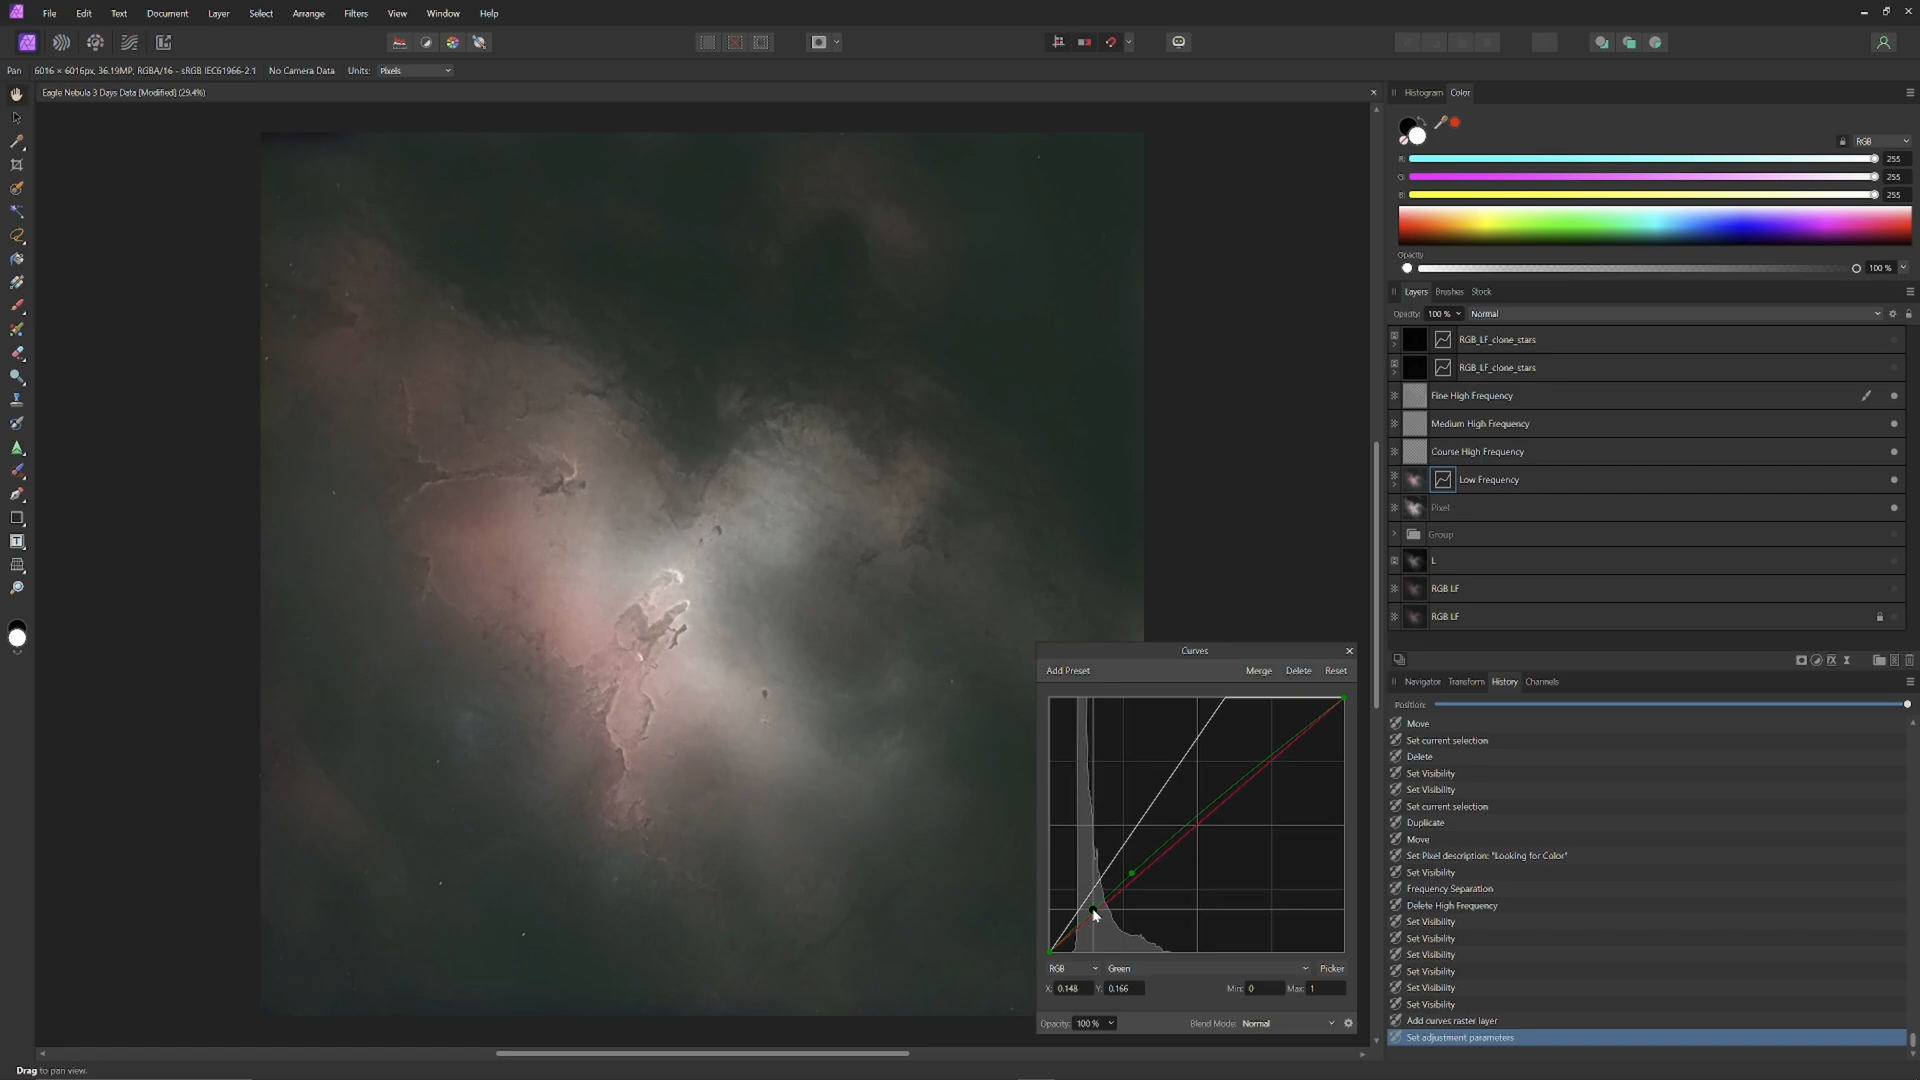 File Edit Text Document Layer Select Arrange Filters View Window Help
Pan 6016 × 6016px, 36.19MP, RGBA/16 - sRGB IEC61966-2.1 No Camera Data Units: Pixels
Eagle Nebula 3 Days Data [Modified] (29.4%)
Histogram Color
RGB
R: 255
G: 255
B: 255
Opacity
100 %
Layers Brushes Stock
Opacity: 100 % Normal
RGB_LF_clone_stars
RGB_LF_clone_stars
Fine High Frequency
Medium High Frequency
Course High Frequency
Low Frequency
Pixel
Group
L
RGB LF
RGB LF
Navigator Transform History Channels
Position:
Move
Set current selection
Delete
Set Visibility
Set Visibility
Set current selection
Duplicate
Move
Set Pixel description: "Looking for Color"
Set Visibility
Frequency Separation
Delete High Frequency
Set Visibility
Set Visibility
Set Visibility
Set Visibility
Set Visibility
Set Visibility
Add curves raster layer
Set adjustment parameters
Curves
Add Preset Merge Delete Reset
RGB Green Picker
X: 0.148 Y: 0.166 Min: 0 Max: 1
Opacity: 100 % Blend Mode: Normal
Drag to pan view.